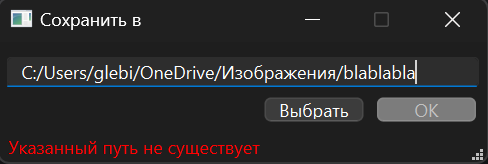 Сохранить в
C:/Users/glebi/OneDrive/Изображения/blablabla
Выбрать
OK
Указанный путь не существует